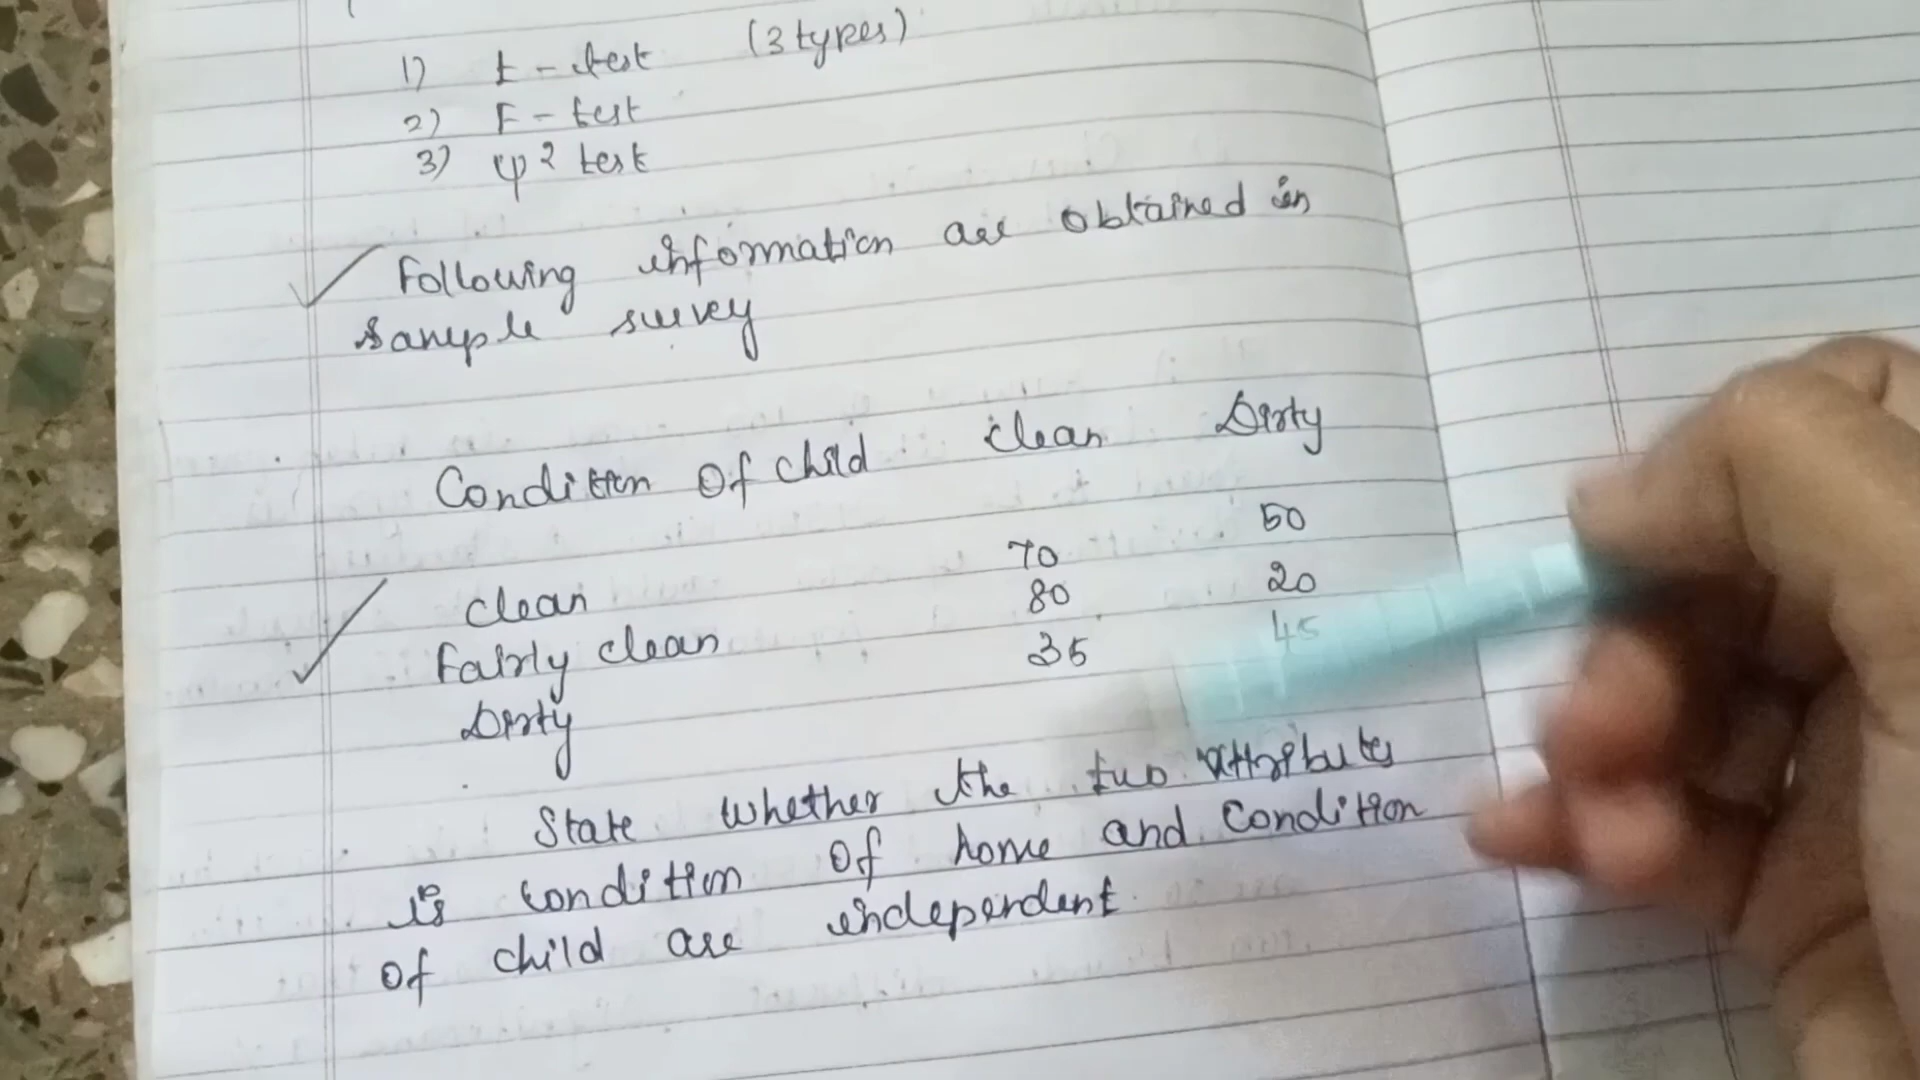 1) t - test (3 types)
2) F - test
3) ψ2 test
Following information are obtained in
sample survey
Condition Of child clean Dirty
clean 70 50
Fairly clean 80 20
Dirty 35 45
State whether the two attributes
is condition Of home and Condition
Of child are independent